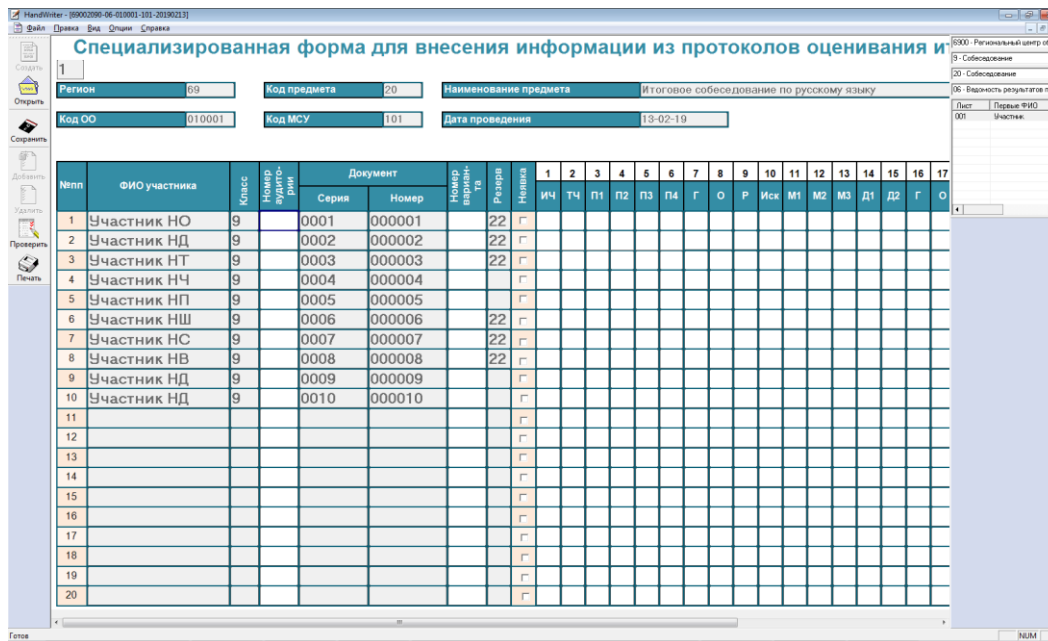 HandWriter - [69002090-06-010001-101-20190213]
Файл Правка Вид Опции Справка
Создать
Открыть
Сохранить
Добавить
Удалить
Проверить
Печать
Специализированная форма для внесения информации из протоколов оценивания ит
1
Регион 69 Код предмета 20 Наименование предмета Итоговое собеседование по русскому языку
Код ОО 010001 Код МСУ 101 Дата проведения 13-02-19
№пп ФИО участника Класс Номер аудито-рии Документ Номер вариан-та Резерв Неявка 1 2 3 4 5 6 7 8 9 10 11 12 13 14 15 16 17
Серия Номер ИЧ ТЧ П1 П2 П3 П4 Г О Р Иск М1 М2 М3 Д1 Д2 Г О
1 Участник НО 9 0001 000001 22
2 Участник НД 9 0002 000002 22
3 Участник НТ 9 0003 000003 22
4 Участник НЧ 9 0004 000004
5 Участник НП 9 0005 000005
6 Участник НШ 9 0006 000006 22
7 Участник НС 9 0007 000007 22
8 Участник НВ 9 0008 000008 22
9 Участник НД 9 0009 000009
10 Участник НД 9 0010 000010
11
12
13
14
15
16
17
18
19
20
6900 - Региональный центр об
9 - Собеседование
20 - Собеседование
06 - Ведомость результатов п
Лист Первые ФИО
001 Участник
Готов NUM